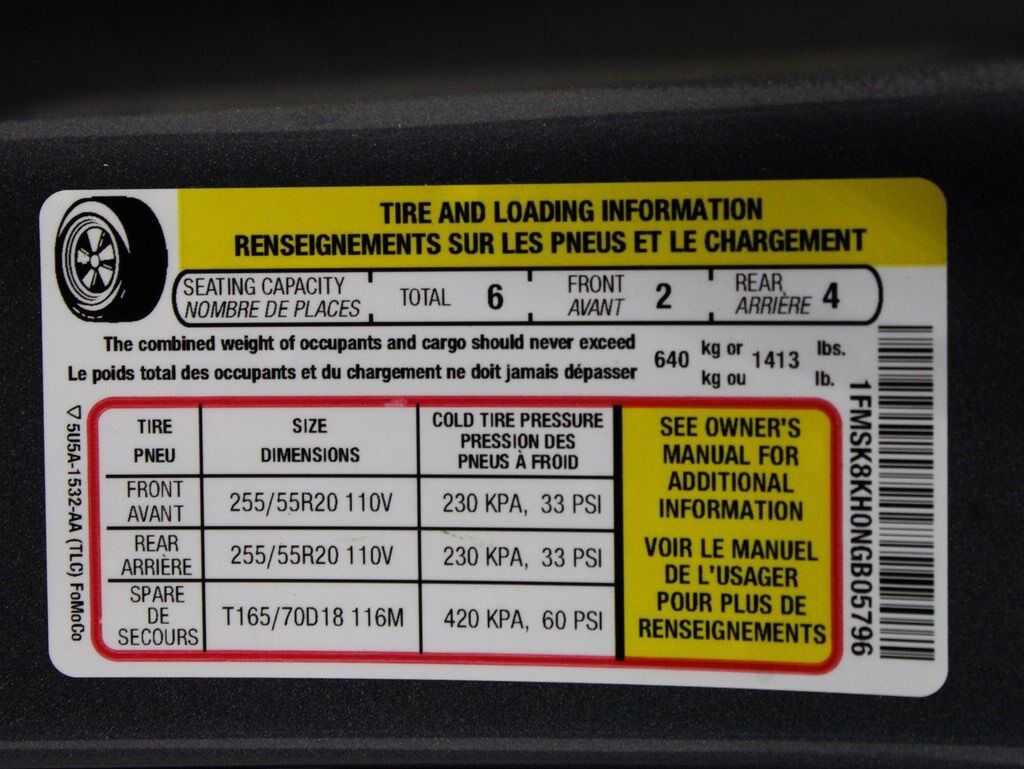 TIRE AND LOADING INFORMATION
RENSEIGNEMENTS SUR LES PNEUS ET LE CHARGEMENT
SEATING CAPACITY
NOMBRE DE PLACES
TOTAL 6
FRONT
AVANT
2
REAR
ARRIÈRE
4
The combined weight of occupants and cargo should never exceed
Le poids total des occupants et du chargement ne doit jamais dépasser
640
kg or
kg ou
1413
lbs.
lb.
TIRE
PNEU
SIZE
DIMENSIONS
COLD TIRE PRESSURE
PRESSION DES
PNEUS À FROID
FRONT
AVANT
255/55R20 110V
230 KPA, 33 PSI
REAR
ARRIÈRE
255/55R20 110V
230 KPA, 33 PSI
SPARE
DE
SECOURS
T165/70D18 116M
420 KPA, 60 PSI
SEE OWNER'S
MANUAL FOR
ADDITIONAL
INFORMATION
VOIR LE MANUEL
DE L'USAGER
POUR PLUS DE
RENSEIGNEMENTS
5U5A-1532-AA (TLC) FoMoCo
1FMSK8KH0NGB05796